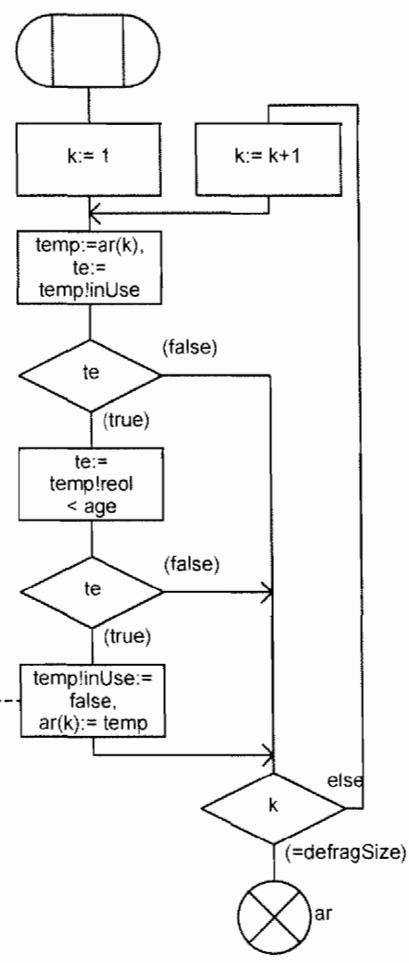 k:= 1
k:= k+1
temp:=ar(k),
te:=
temp!inUse
te
(false)
(true)
te:=
temp!reol
< age
te
(false)
(true)
temp!inUse:=
false,
ar(k):= temp
else
k
(=defragSize)
ar